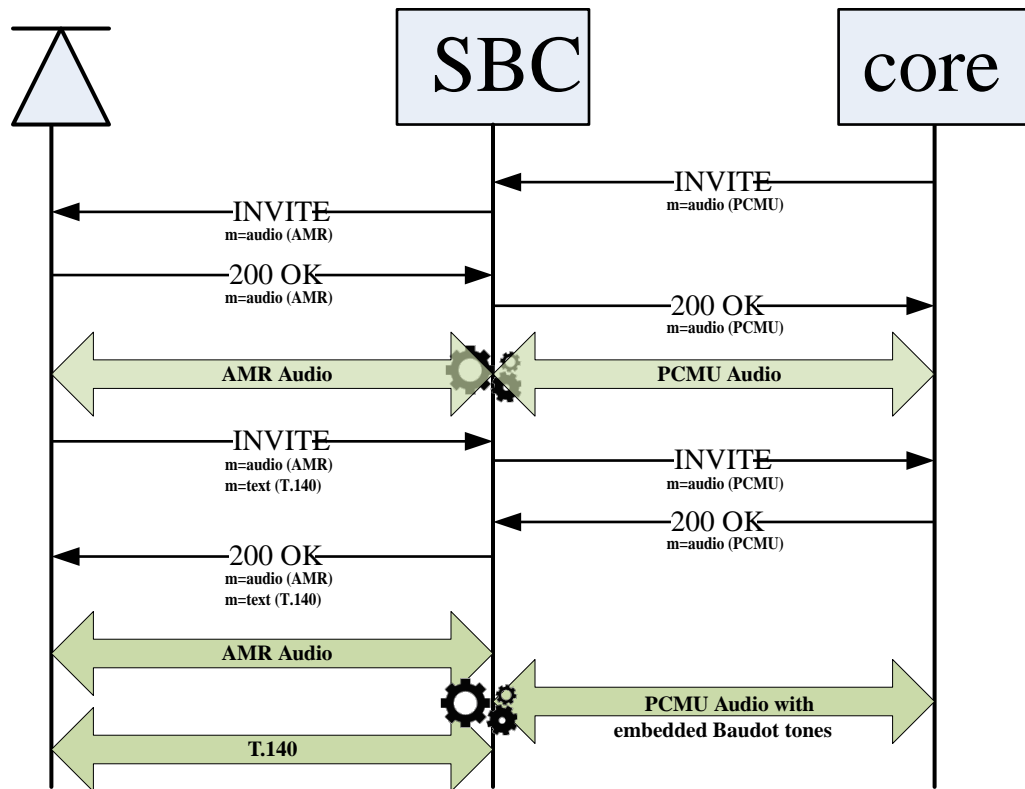 SBC
core
INVITE
m=audio (PCMU)
INVITE
m=audio (AMR)
200 OK
m=audio (AMR)
200 OK
m=audio (PCMU)
AMR Audio
PCMU Audio
INVITE
m=audio (AMR)
m=text (T.140)
INVITE
m=audio (PCMU)
200 OK
m=audio (PCMU)
200 OK
m=audio (AMR)
m=text (T.140)
AMR Audio
PCMU Audio with
embedded Baudot tones
T.140